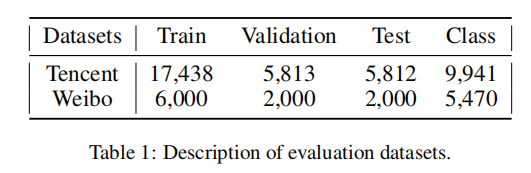 Datasets Train Validation Test Class
Tencent 17,438 5,813 5,812 9,941
Weibo 6,000 2,000 2,000 5,470
Table 1: Description of evaluation datasets.